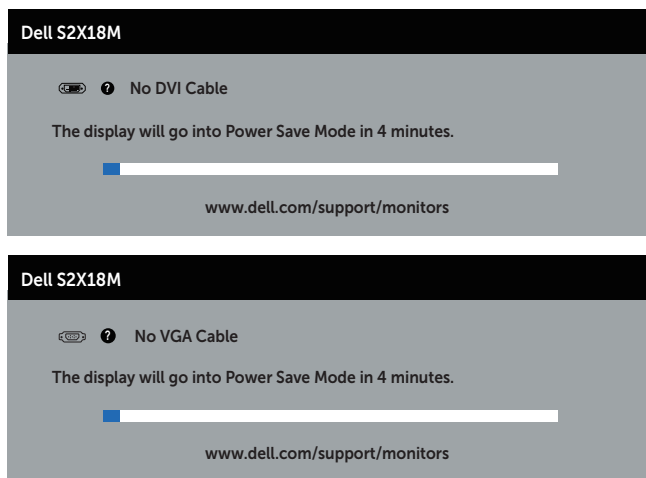 Dell S2X18M
? No DVI Cable
The display will go into Power Save Mode in 4 minutes.
www.dell.com/support/monitors
Dell S2X18M
? No VGA Cable
The display will go into Power Save Mode in 4 minutes.
www.dell.com/support/monitors